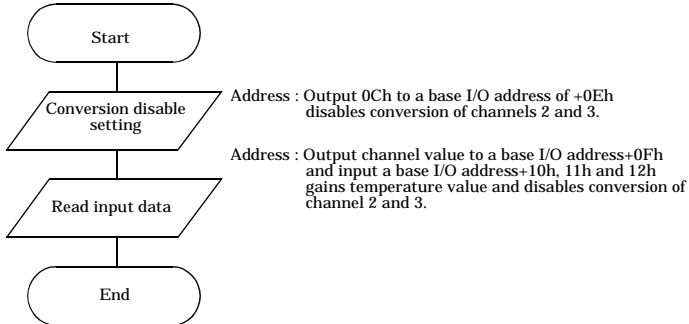 Start
Conversion disable
setting
Address : Output 0Ch to a base I/O address of +0Eh
disables conversion of channels 2 and 3.
Read input data
Address : Output channel value to a base I/O address+0Fh
and input a base I/O address+10h, 11h and 12h
gains temperature value and disables conversion of
channel 2 and 3.
End